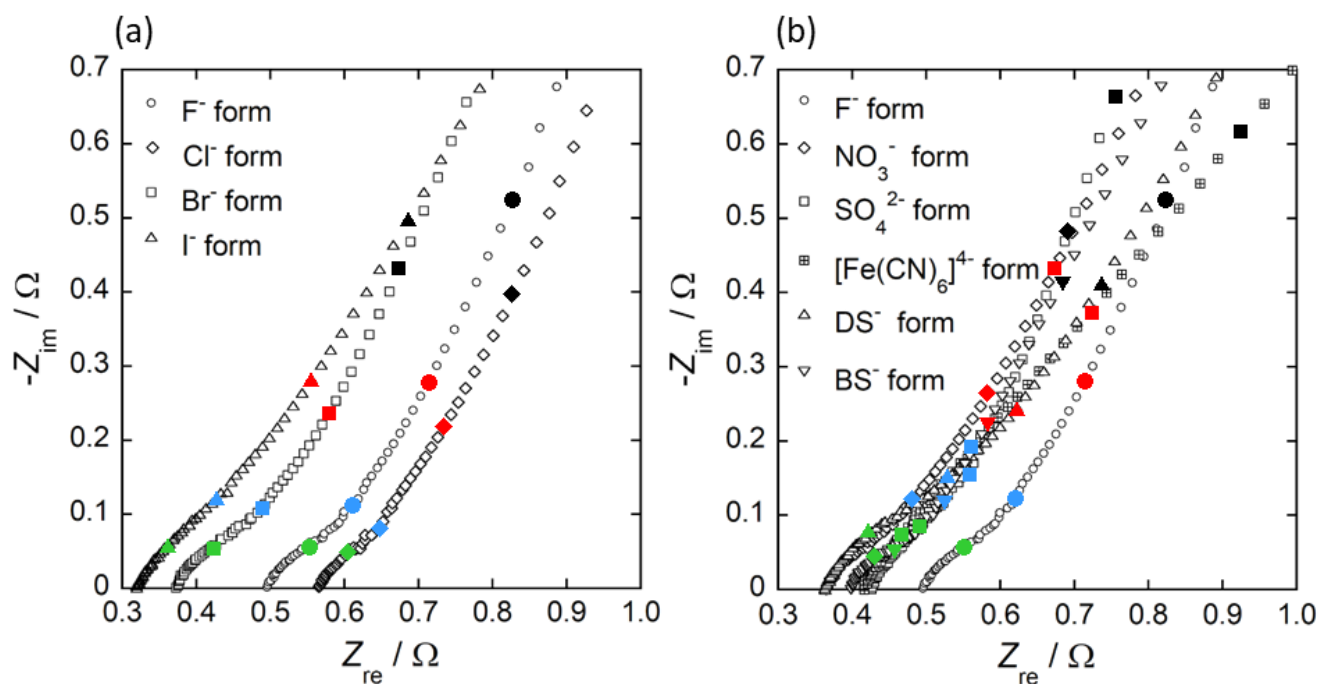 (a)
-Z_im / Ω
0.7
0.6
0.5
0.4
0.3
0.2
0.1
0
F⁻ form
Cl⁻ form
Br⁻ form
I⁻ form
0.3 0.4 0.5 0.6 0.7 0.8 0.9 1.0
Z_re / Ω
(b)
-Z_im / Ω
0.7
0.6
0.5
0.4
0.3
0.2
0.1
0
F⁻ form
NO₃⁻ form
SO₄²⁻ form
[Fe(CN)₆]⁴⁻ form
DS⁻ form
BS⁻ form
0.3 0.4 0.5 0.6 0.7 0.8 0.9 1.0
Z_re / Ω